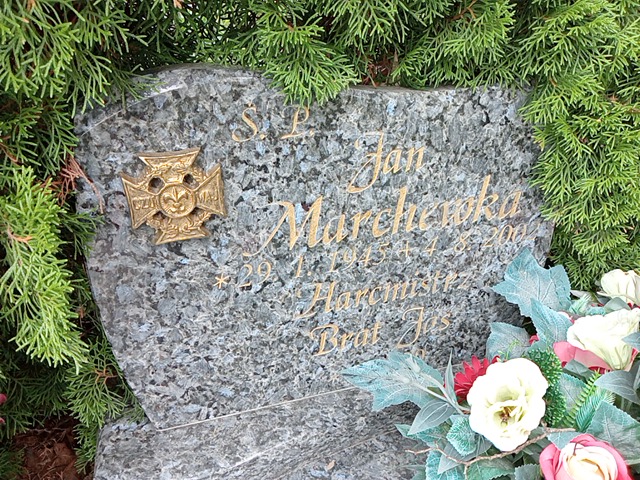 Ś. P.
Jan
Marchewka
* 29. 1. 1945 + 4. 8. 200
Harcmistrz
Brat Jaś